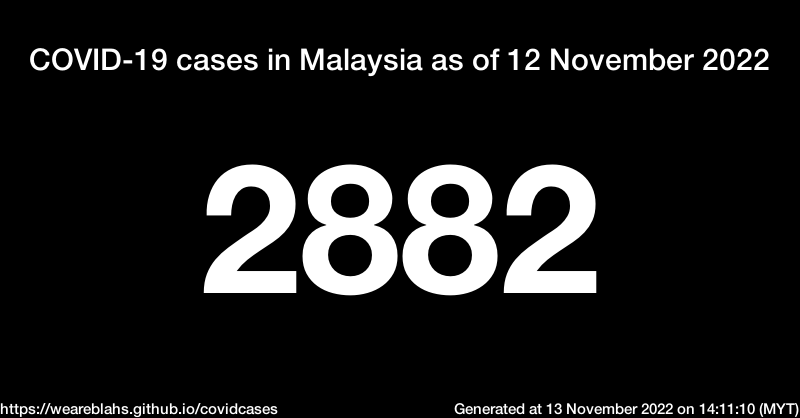 COVID-19 cases in Malaysia as of 12 November 2022
2882
https://weareblahs.github.io/covidcases
Generated at 13 November 2022 on 14:11:10 (MYT)